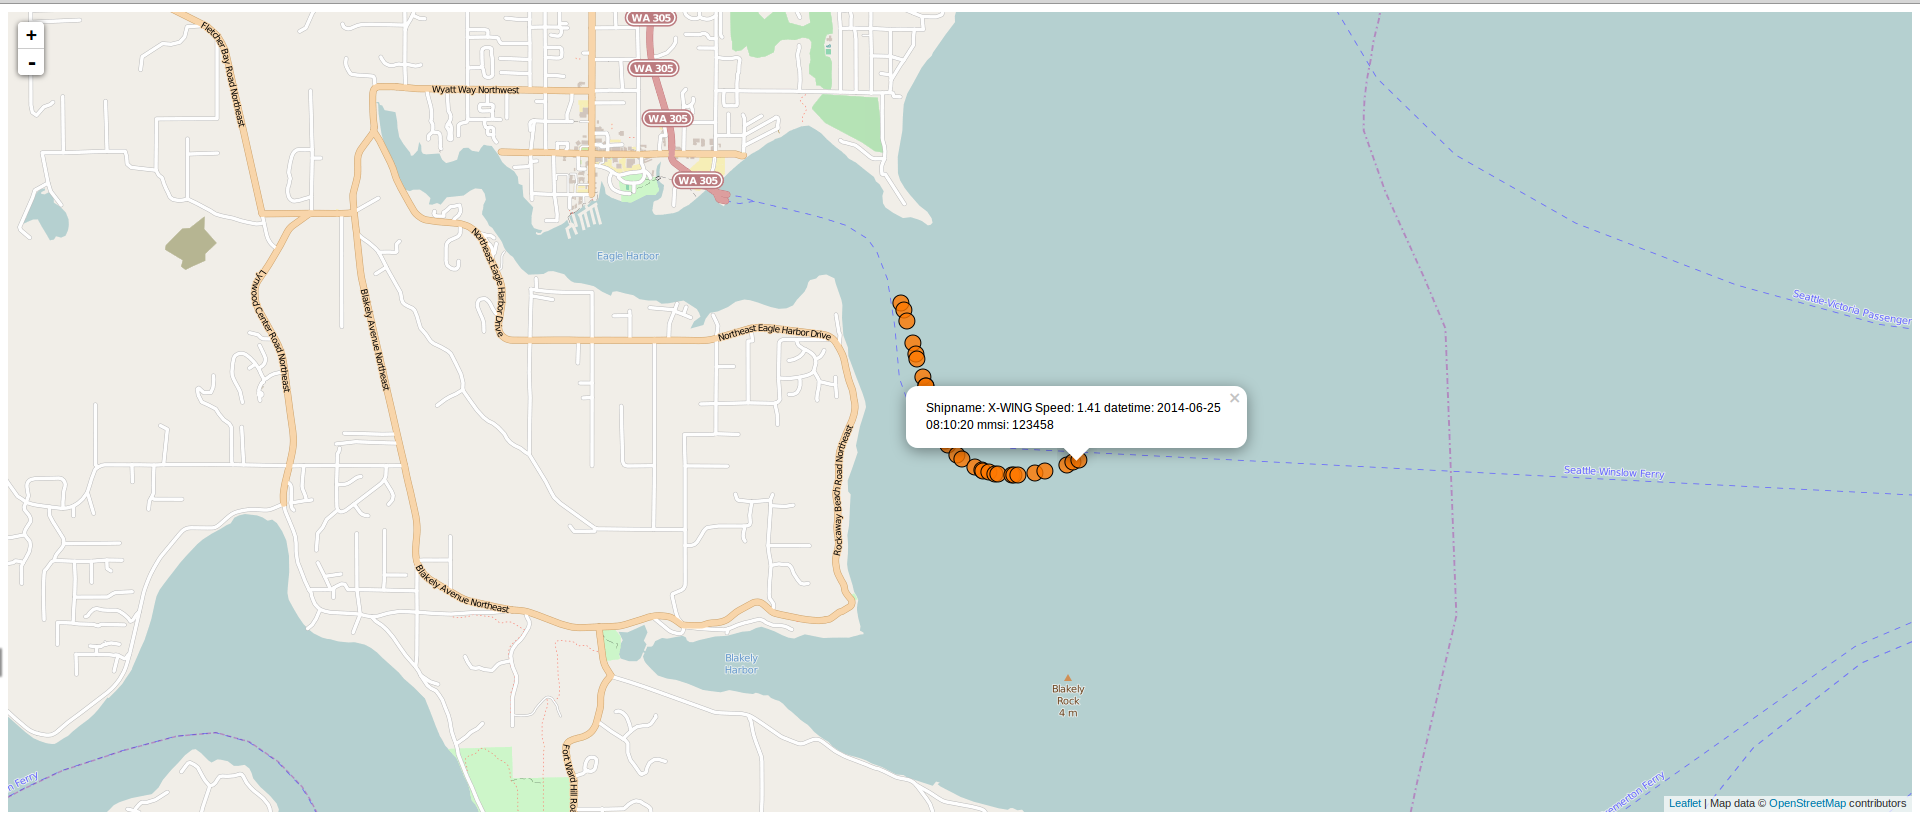 +
-
WA 305
WA 305
WA 305
WA 305
Fletcher Bay Road Northeast
Wyatt Way Northwest
Eagle Harbor
Northeast Eagle Harbor Drive
Lynwood Center Road Northeast
Blakely Avenue Northeast
Northeast Eagle Harbor Drive
Seattle-Victoria Passenger
Shipname: X-WING Speed: 1.41 datetime: 2014-06-25
08:10:20 mmsi: 123458
×
Rockaway Beach Road Northeast
Seattle Winslow Ferry
Blakely Avenue Northeast
Blakely
Harbor
Blakely
Rock
4 m
n Ferry
Fort Ward Hill Roa
emerton Ferry
Leaflet | Map data © OpenStreetMap contributors